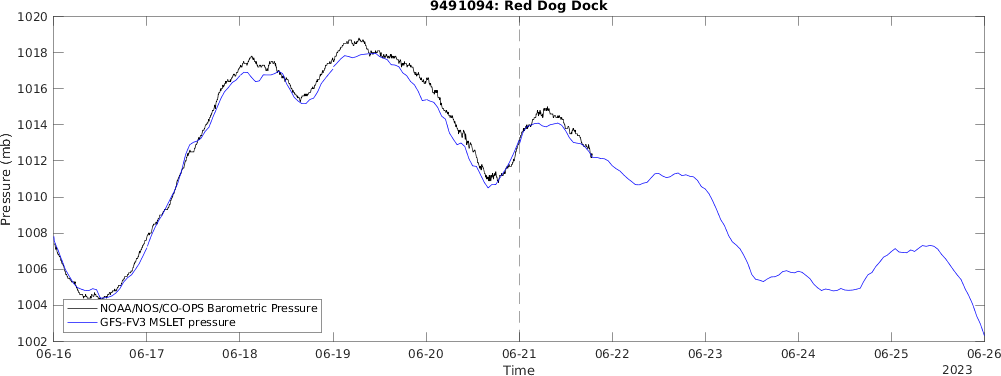 9491094: Red Dog Dock
Pressure (mb)
1020
1018
1016
1014
1012
1010
1008
1006
1004
1002
NOAA/NOS/CO-OPS Barometric Pressure
GFS-FV3 MSLET pressure
06-16 06-17 06-18 06-19 06-20 06-21 06-22 06-23 06-24 06-25 06-26
Time
2023